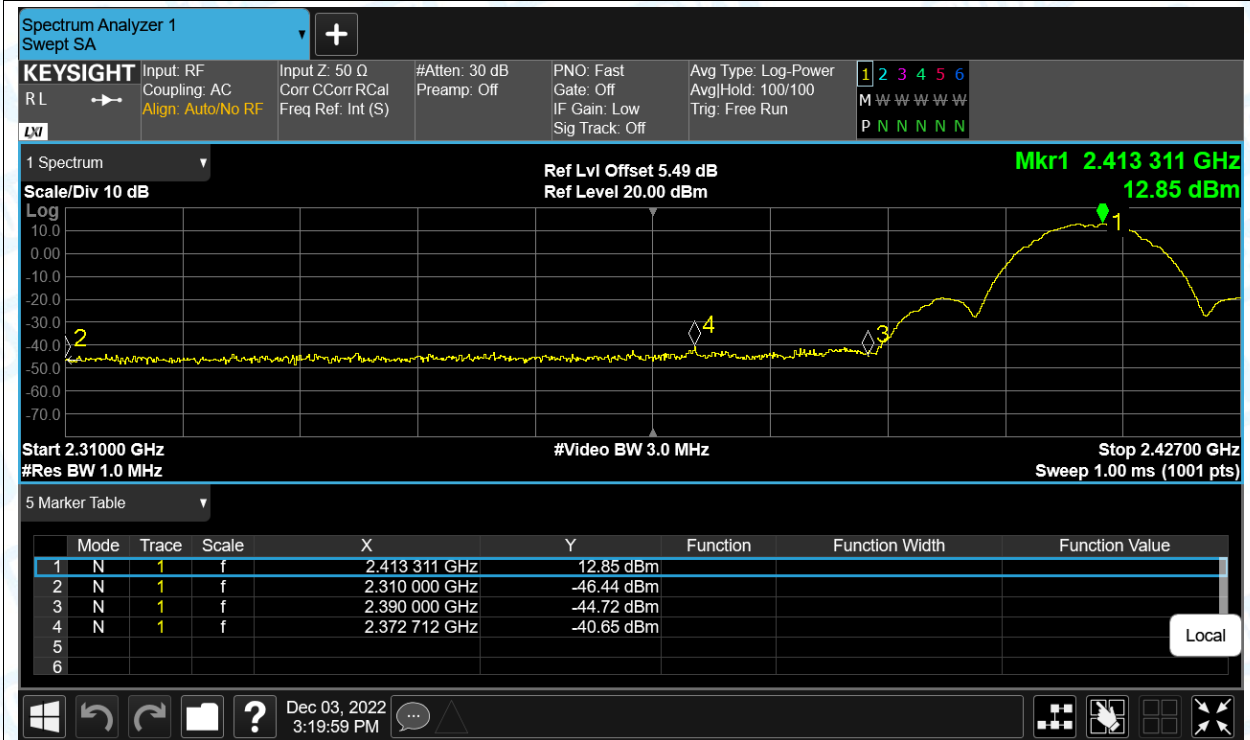 Spectrum Analyzer 1
Swept SA
+
KEYSIGHT
R L
LXI
Input: RF
Coupling: AC
Align: Auto/No RF
Input Z: 50 Ω
Corr CCorr RCal
Freq Ref: Int (S)
#Atten: 30 dB
Preamp: Off
PNO: Fast
Gate: Off
IF Gain: Low
Sig Track: Off
Avg Type: Log-Power
Avg|Hold: 100/100
Trig: Free Run
1 2 3 4 5 6
M W W W W W
P N N N N N
1 Spectrum
Scale/Div 10 dB
Ref Lvl Offset 5.49 dB
Ref Level 20.00 dBm
Mkr1 2.413 311 GHz
12.85 dBm
Log
10.0
0.00
-10.0
-20.0
-30.0
-40.0
-50.0
-60.0
-70.0
1
2
4
3
Start 2.31000 GHz
#Video BW 3.0 MHz
Stop 2.42700 GHz
#Res BW 1.0 MHz
Sweep 1.00 ms (1001 pts)
5 Marker Table
Mode Trace Scale X Y Function Function Width Function Value
1 N 1 f 2.413 311 GHz 12.85 dBm
2 N 1 f 2.310 000 GHz -46.44 dBm
3 N 1 f 2.390 000 GHz -44.72 dBm
4 N 1 f 2.372 712 GHz -40.65 dBm
5
6
Local
?
Dec 03, 2022
3:19:59 PM